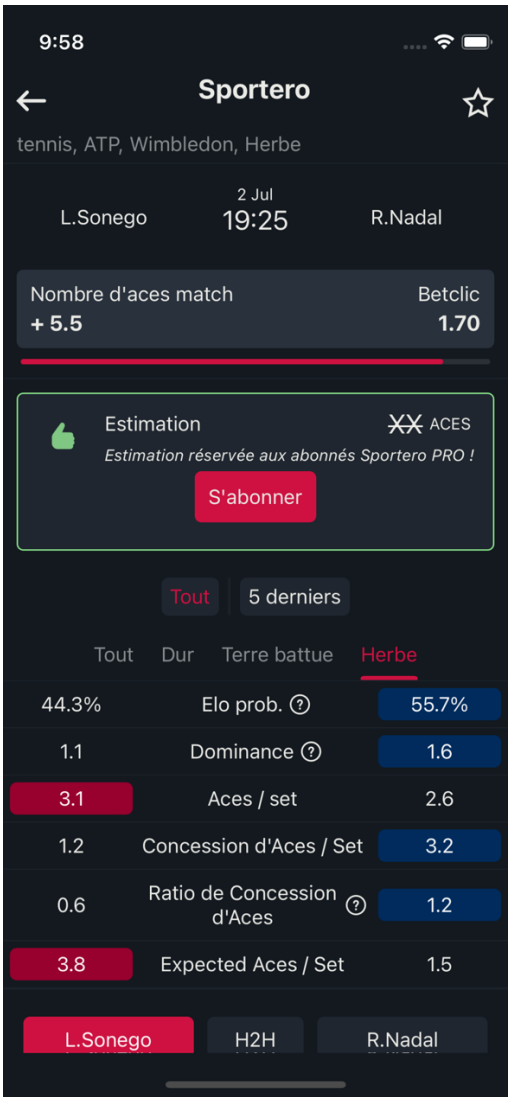 9:58
Sportero
tennis, ATP, Wimbledon, Herbe
2 Jul
L.Sonego 19:25 R.Nadal
Nombre d'aces match Betclic
+ 5.5 1.70
Estimation XX ACES
Estimation réservée aux abonnés Sportero PRO !
S'abonner
Tout 5 derniers
Tout Dur Terre battue Herbe
44.3% Elo prob. ? 55.7%
1.1 Dominance ? 1.6
3.1 Aces / set 2.6
1.2 Concession d'Aces / Set 3.2
0.6 Ratio de Concession d'Aces ? 1.2
3.8 Expected Aces / Set 1.5
L.Sonego H2H R.Nadal